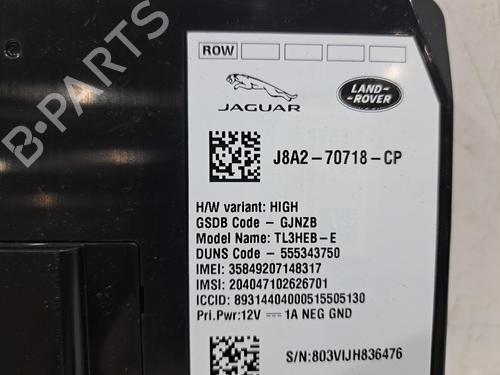 ROW
JAGUAR
LAND-
ROVER
J8A2-70718-CP
H/W variant: HIGH
GSDB Code - GJNZB
Model Name: TL3HEB-E
DUNS Code - 555343750
IMEI: 35849207148317
IMSI: 204047102626701
ICCID: 89314404000515505130
Pri.Pwr:12V ⎓ 1A NEG GND
S/N:803VIJH836476
B-PARTS